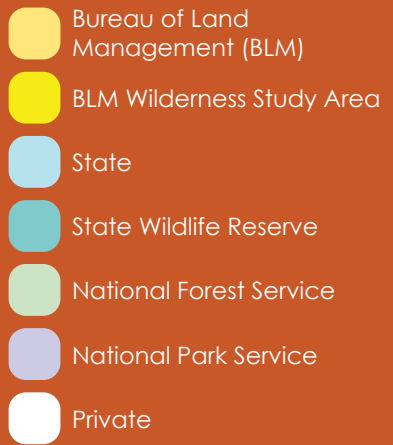 Bureau of Land
Management (BLM)
BLM Wilderness Study Area
State
State Wildlife Reserve
National Forest Service
National Park Service
Private